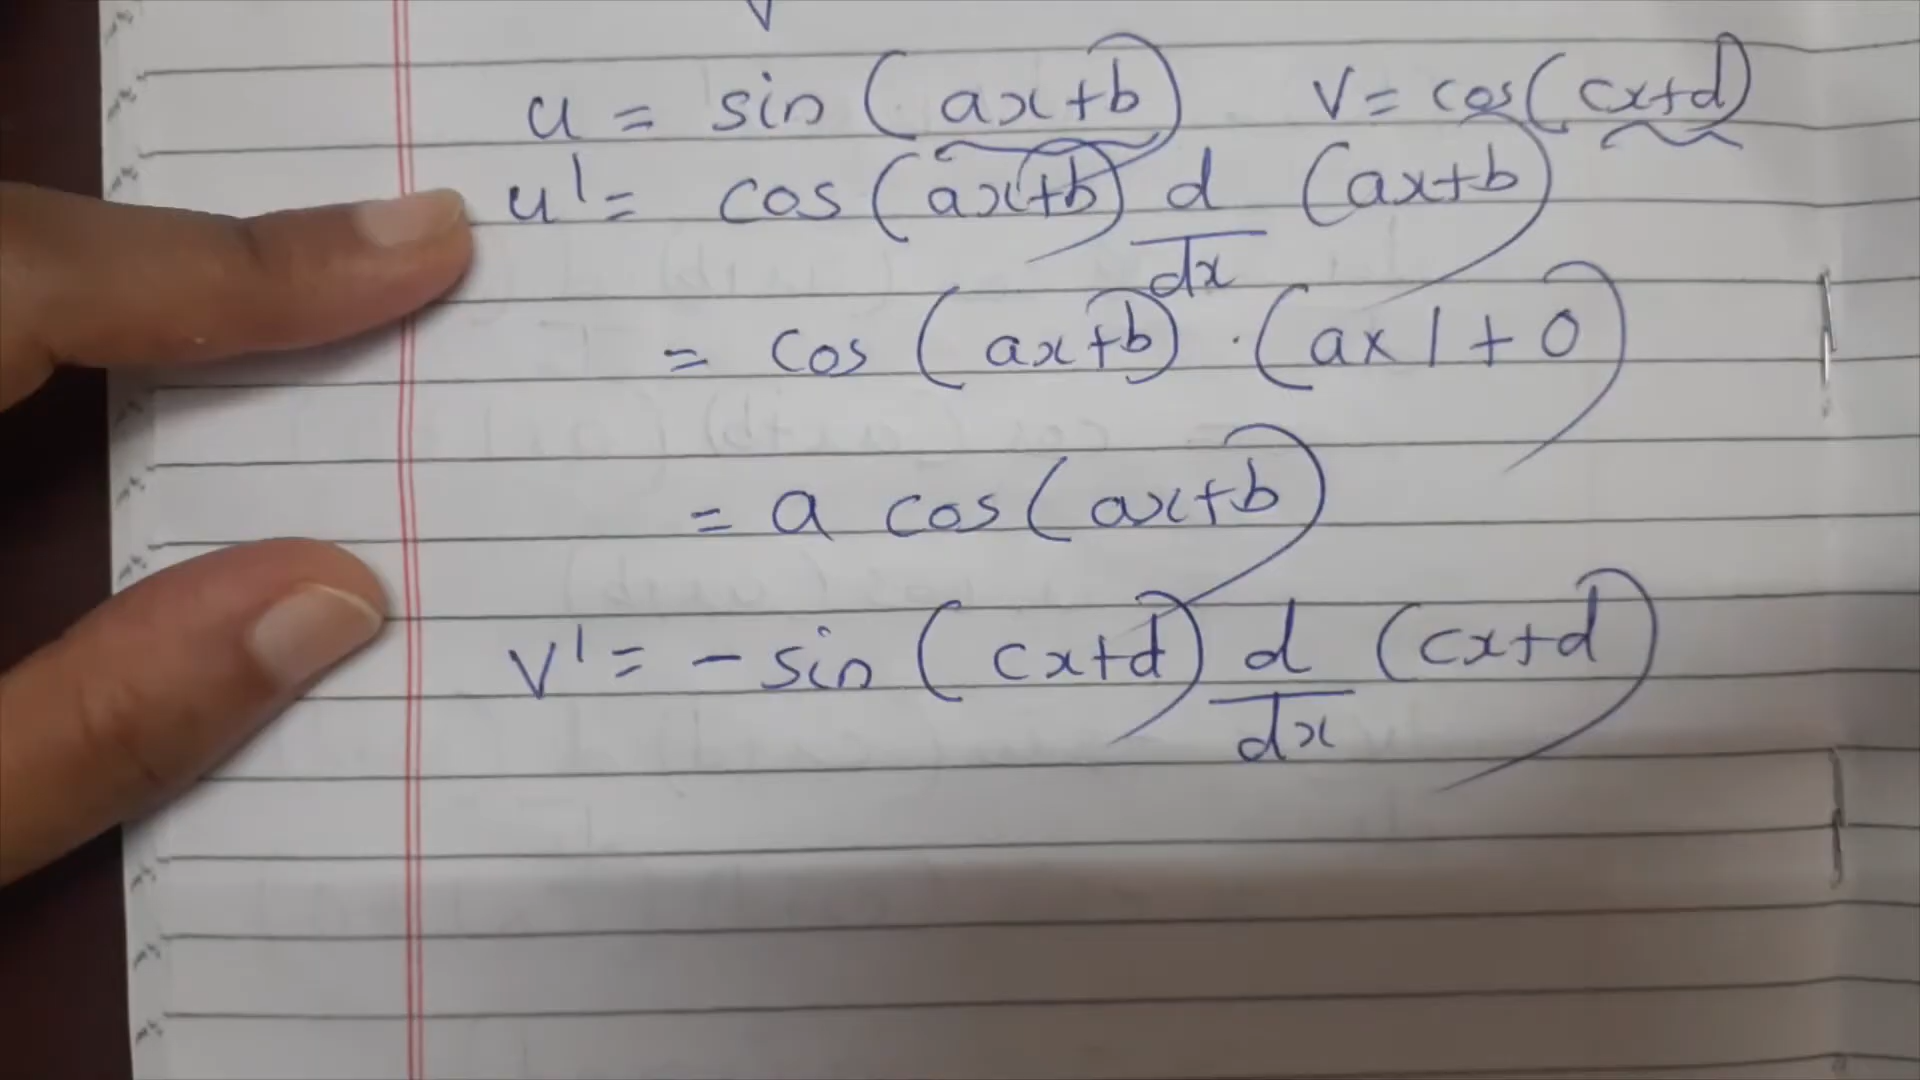 u = sin (ax+b) v = cos(cx+d)
u' = cos (ax+b) d/dx (ax+b)
= cos (ax+b) · (a×1+0)
= a cos (ax+b)
v' = - sin (cx+d) d/dx (cx+d)